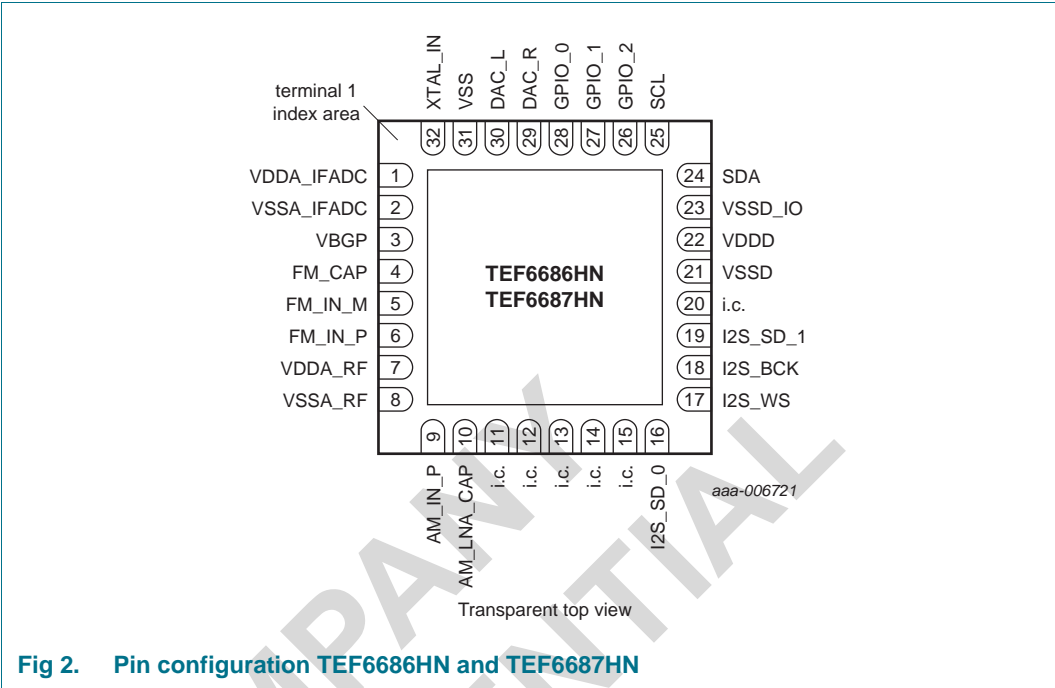 XTAL_IN
VSS
DAC_L
DAC_R
GPIO_0
GPIO_1
GPIO_2
SCL
terminal 1
index area
32
31
30
29
28
27
26
25
VDDA_IFADC 1
VSSA_IFADC 2
VBGP 3
FM_CAP 4
FM_IN_M 5
FM_IN_P 6
VDDA_RF 7
VSSA_RF 8
TEF6686HN
TEF6687HN
24 SDA
23 VSSD_IO
22 VDDD
21 VSSD
20 i.c.
19 I2S_SD_1
18 I2S_BCK
17 I2S_WS
9
10
11
12
13
14
15
16
AM_IN_P
AM_LNA_CAP
i.c.
i.c.
i.c.
i.c.
i.c.
I2S_SD_0
aaa-006721
Transparent top view
Fig 2. Pin configuration TEF6686HN and TEF6687HN